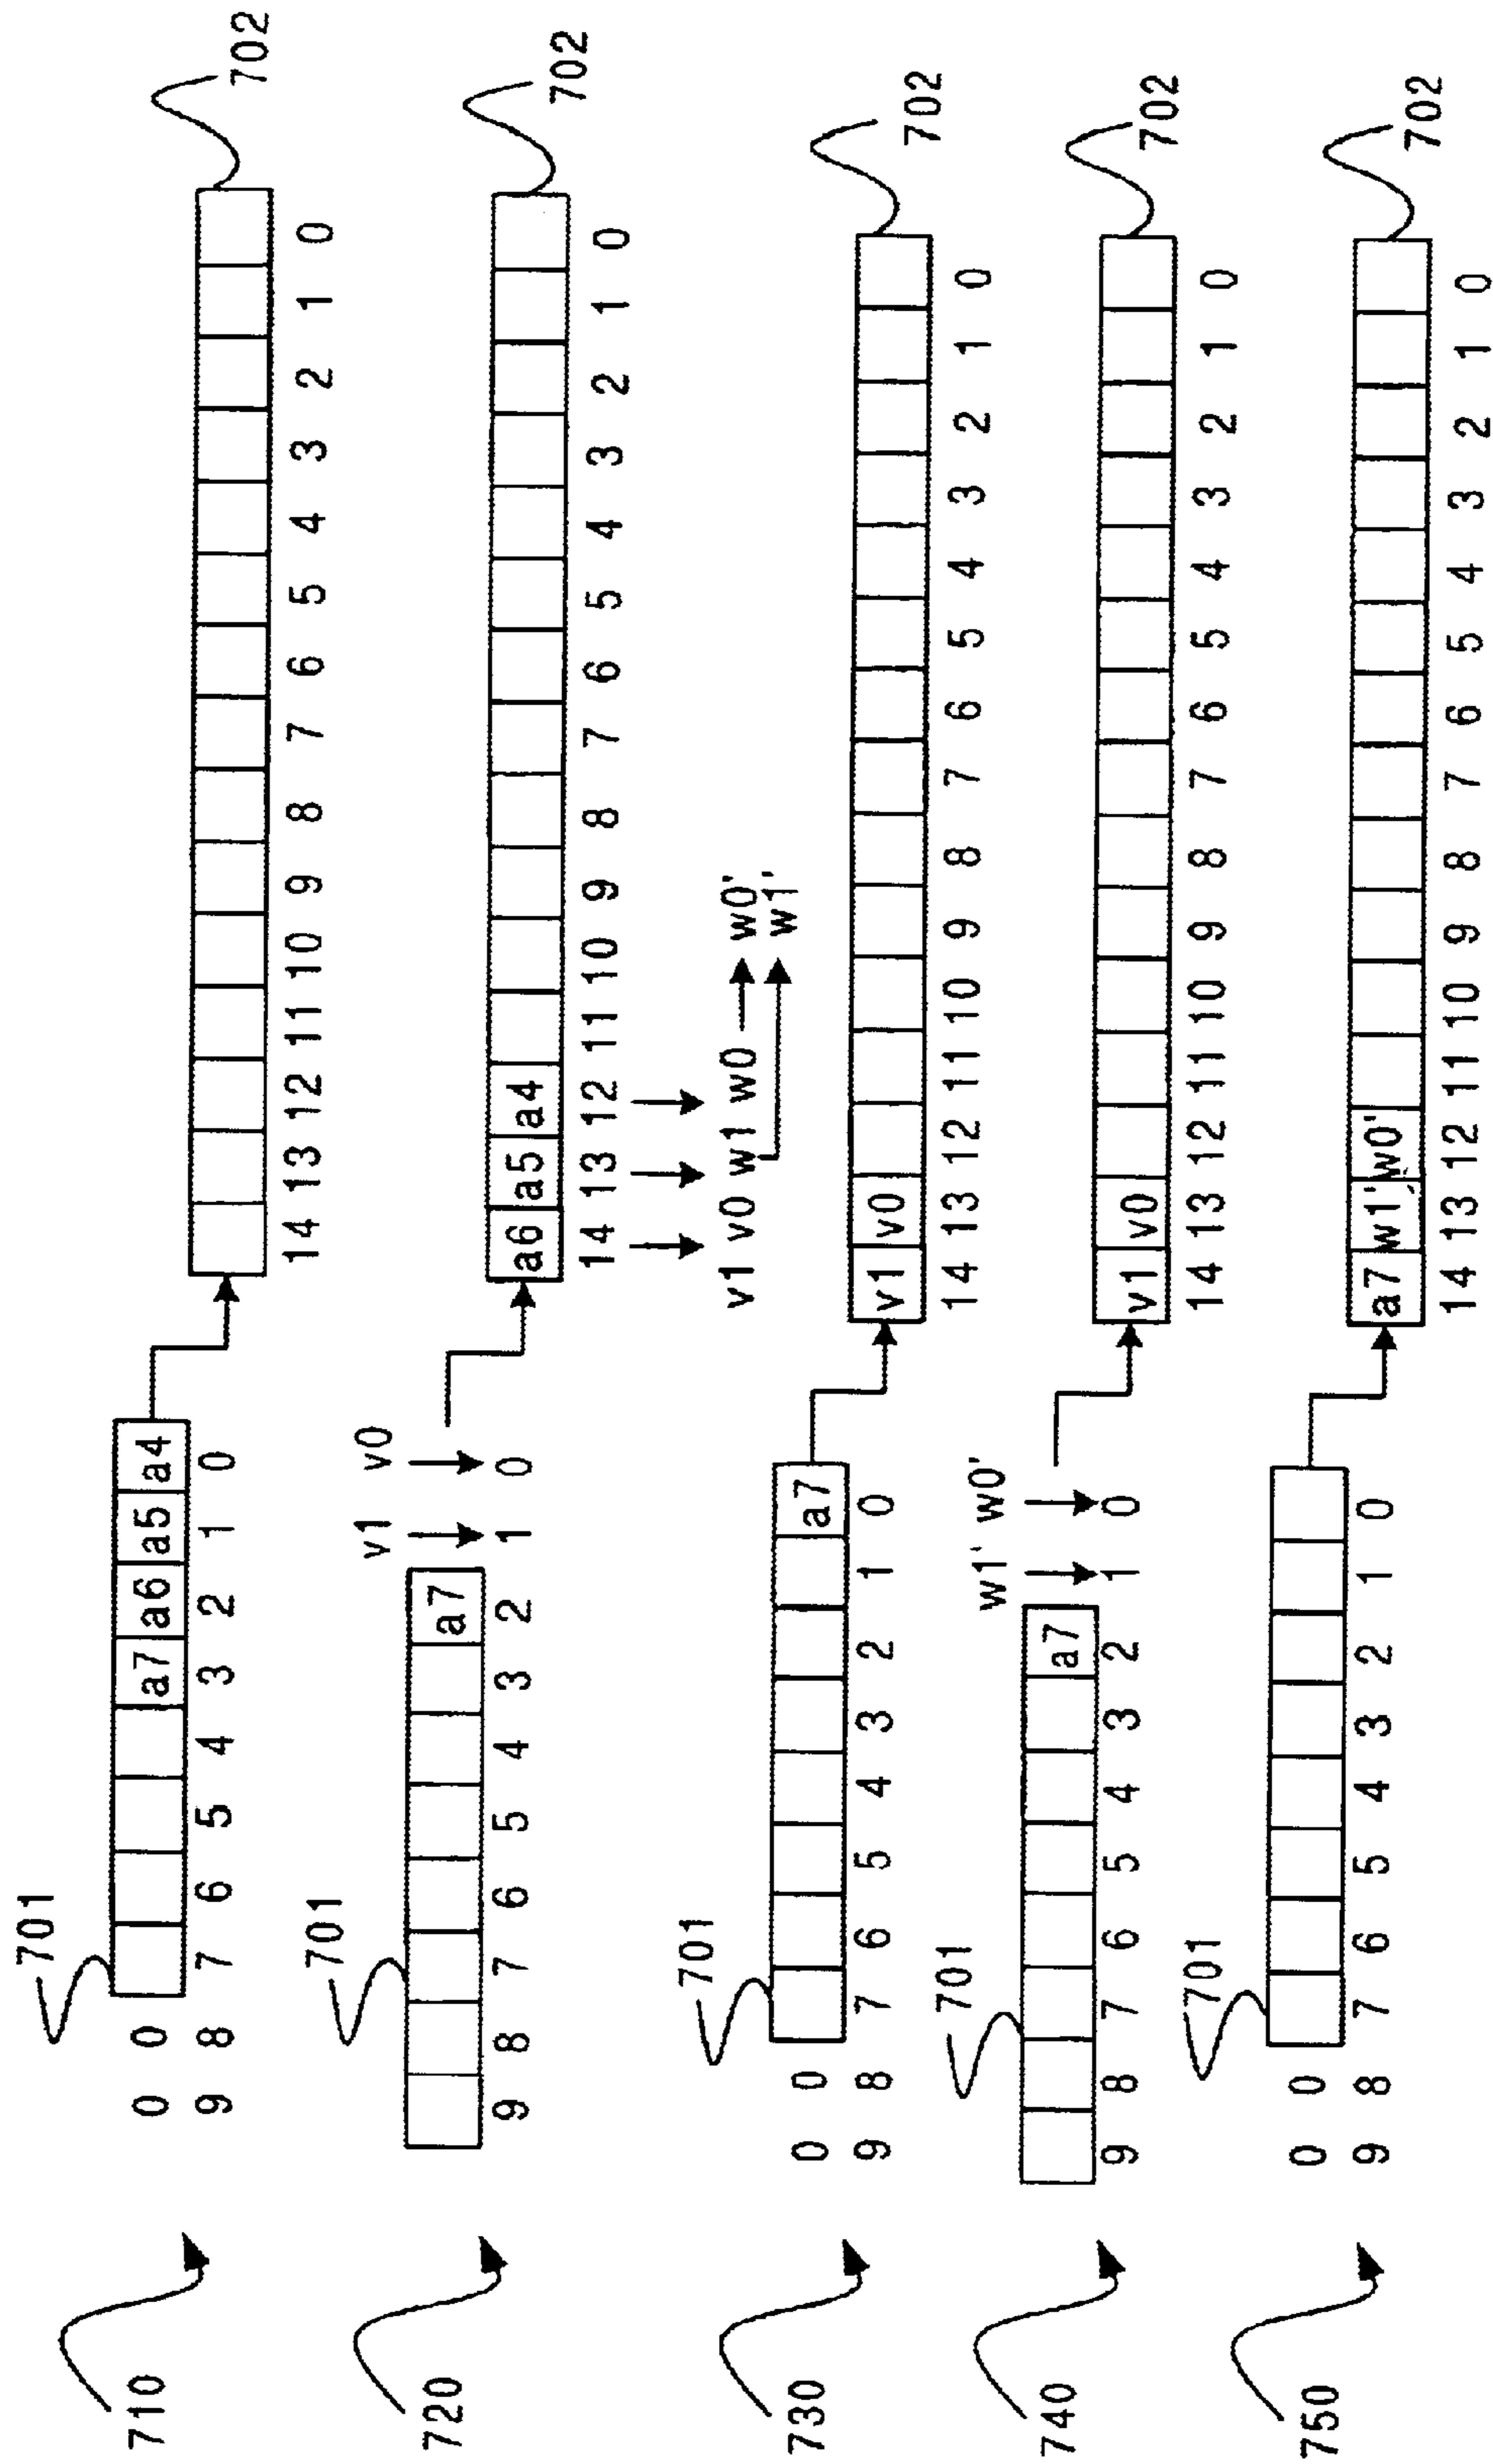 701 702
0 0 a7 a6 a5 a4
9 8 7 6 5 4 3 2 1 0 14 13 12 11 10 9 8 7 6 5 4 3 2 1 0
710
701 v1 v0 702
a7 a6 a5 a4
9 8 7 6 5 4 3 2 1 0 14 13 12 11 10 9 8 7 6 5 4 3 2 1 0
720
v1 v0 w1 w0 w0'
w1'
701 702
0 0 a7 v1 v0
9 8 7 6 5 4 3 2 1 0 14 13 12 11 10 9 8 7 6 5 4 3 2 1 0
730
701 w1' w0' 702
a7 v1 v0
9 8 7 6 5 4 3 2 1 0 14 13 12 11 10 9 8 7 6 5 4 3 2 1 0
740
701 702
0 0 a7 w1' w0'
9 8 7 6 5 4 3 2 1 0 14 13 12 11 10 9 8 7 6 5 4 3 2 1 0
750